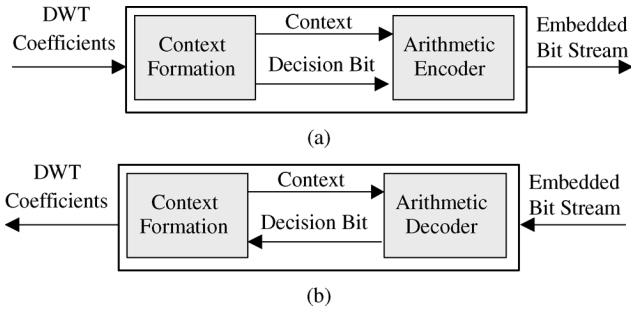 DWT
Coefficients
Context
Formation
Context
Decision Bit
Arithmetic
Encoder
Embedded
Bit Stream
(a)
DWT
Coefficients
Context
Formation
Context
Decision Bit
Arithmetic
Decoder
Embedded
Bit Stream
(b)